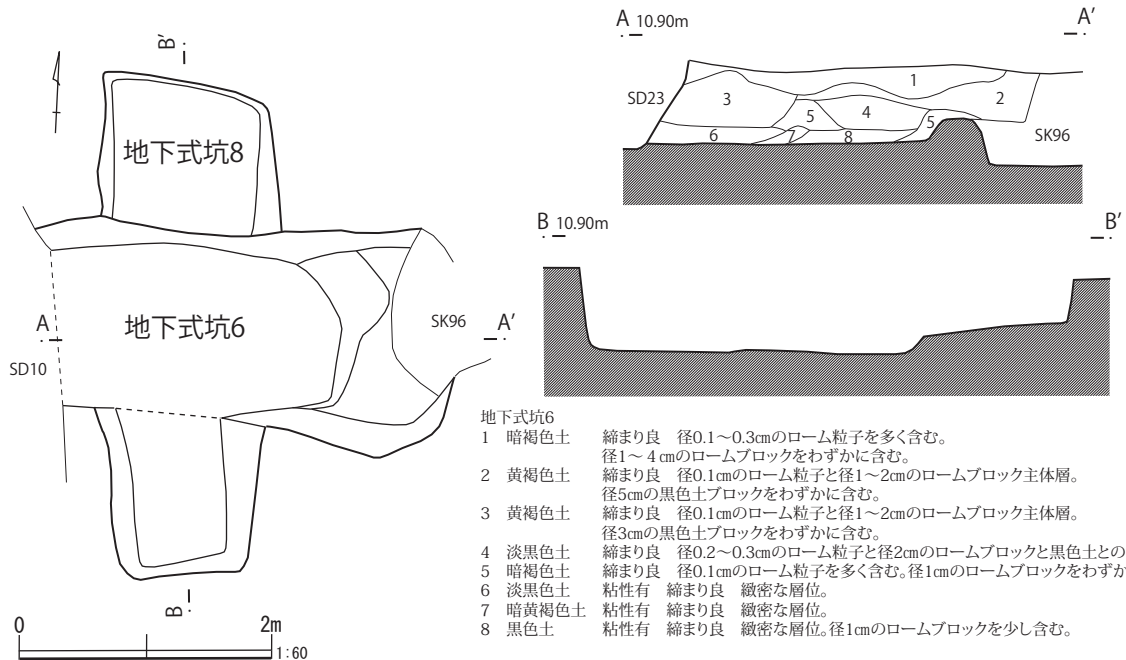 B’
地下式坑8
地下式坑6
A
A’
SD10
SK96
B
0 2m
1:60
A 10.90m A’
SD23
1
2
3
4
5
5
6
7
8
SK96
B 10.90m B’
地下式坑6
1 暗褐色土 締まり良 径0.1～0.3㎝のローム粒子を多く含む。
径1～4㎝のロームブロックをわずかに含む。
2 黄褐色土 締まり良 径0.1㎝のローム粒子と径1～2㎝のロームブロック主体層。
径5㎝の黒色土ブロックをわずかに含む。
3 黄褐色土 締まり良 径0.1㎝のローム粒子と径1～2㎝のロームブロック主体層。
径3㎝の黒色土ブロックをわずかに含む。
4 淡黒色土 締まり良 径0.2～0.3㎝のローム粒子と径2㎝のロームブロックと黒色土との
5 暗褐色土 締まり良 径0.1㎝のローム粒子を多く含む。径1㎝のロームブロックをわずか
6 淡黒色土 粘性有 締まり良 緻密な層位。
7 暗黄褐色土 粘性有 締まり良 緻密な層位。
8 黒色土 粘性有 締まり良 緻密な層位。径1㎝のロームブロックを少し含む。